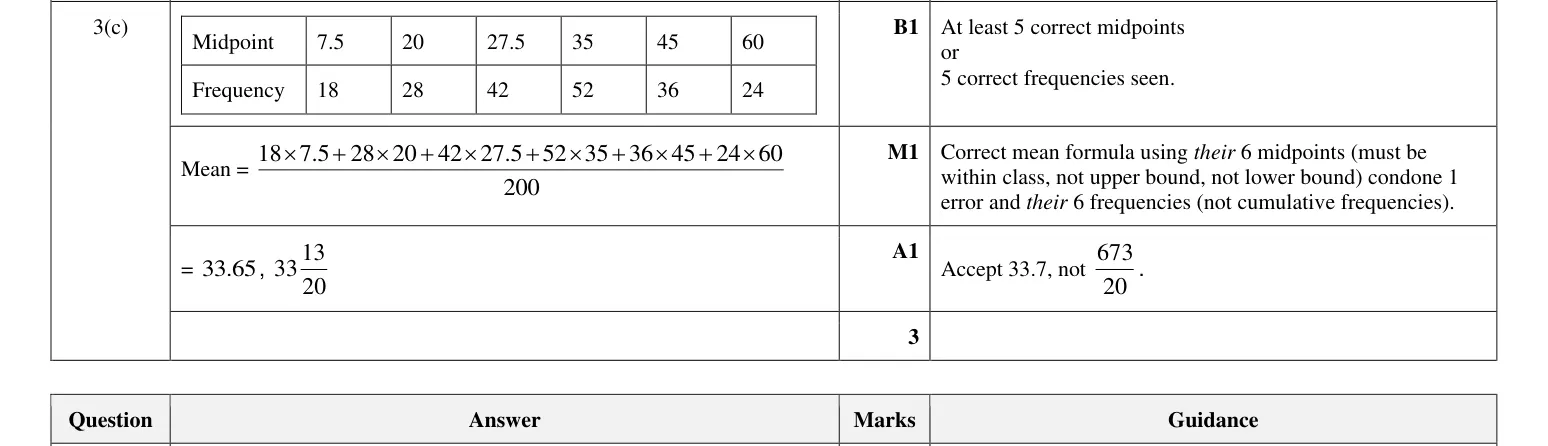 3(c)
Midpoint 7.5 20 27.5 35 45 60
Frequency 18 28 42 52 36 24
B1
At least 5 correct midpoints
or
5 correct frequencies seen.
Mean = (18×7.5+28×20+42×27.5+52×35+36×45+24×60)/200
M1
Correct mean formula using their 6 midpoints (must be
within class, not upper bound, not lower bound) condone 1
error and their 6 frequencies (not cumulative frequencies).
= 33.65, 33 13/20
A1
Accept 33.7, not 673/20.
3
Question Answer Marks Guidance